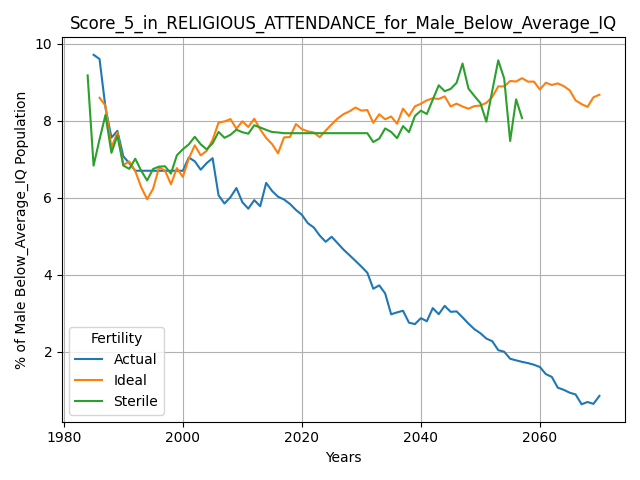 Score_5_in_RELIGIOUS_ATTENDANCE_for_Male_Below_Average_IQ
% of Male Below_Average_IQ Population
10
8
6
4
2
Fertility
Actual
Ideal
Sterile
1980 2000 2020 2040 2060
Years